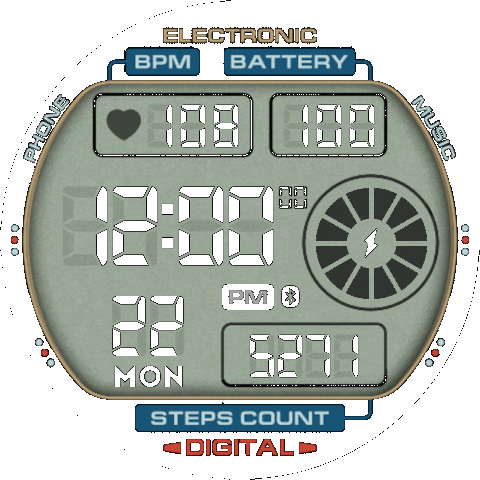 ELECTRONIC
BPM BATTERY
PHONE
MUSIC
108 100
12:00 00
PM
22
MON
5271
STEPS COUNT
DIGITAL